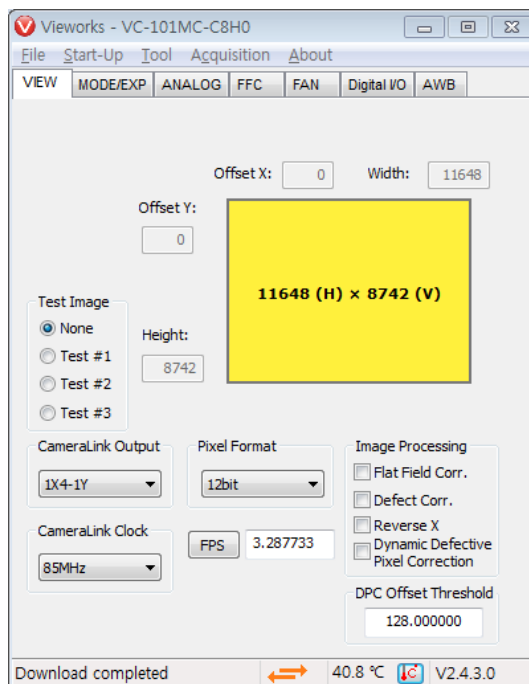 Vieworks - VC-101MC-C8H0
File Start-Up Tool Acquisition About
VIEW MODE/EXP ANALOG FFC FAN Digital I/O AWB
Offset X: 0 Width: 11648
Offset Y:
0
11648 (H) × 8742 (V)
Test Image
None
Test #1
Test #2
Test #3
Height:
8742
CameraLink Output
1X4-1Y
Pixel Format
12bit
Image Processing
Flat Field Corr.
Defect Corr.
Reverse X
Dynamic Defective
Pixel Correction
CameraLink Clock
85MHz
FPS 3.287733
DPC Offset Threshold
128.000000
Download completed 40.8 ℃ C V2.4.3.0